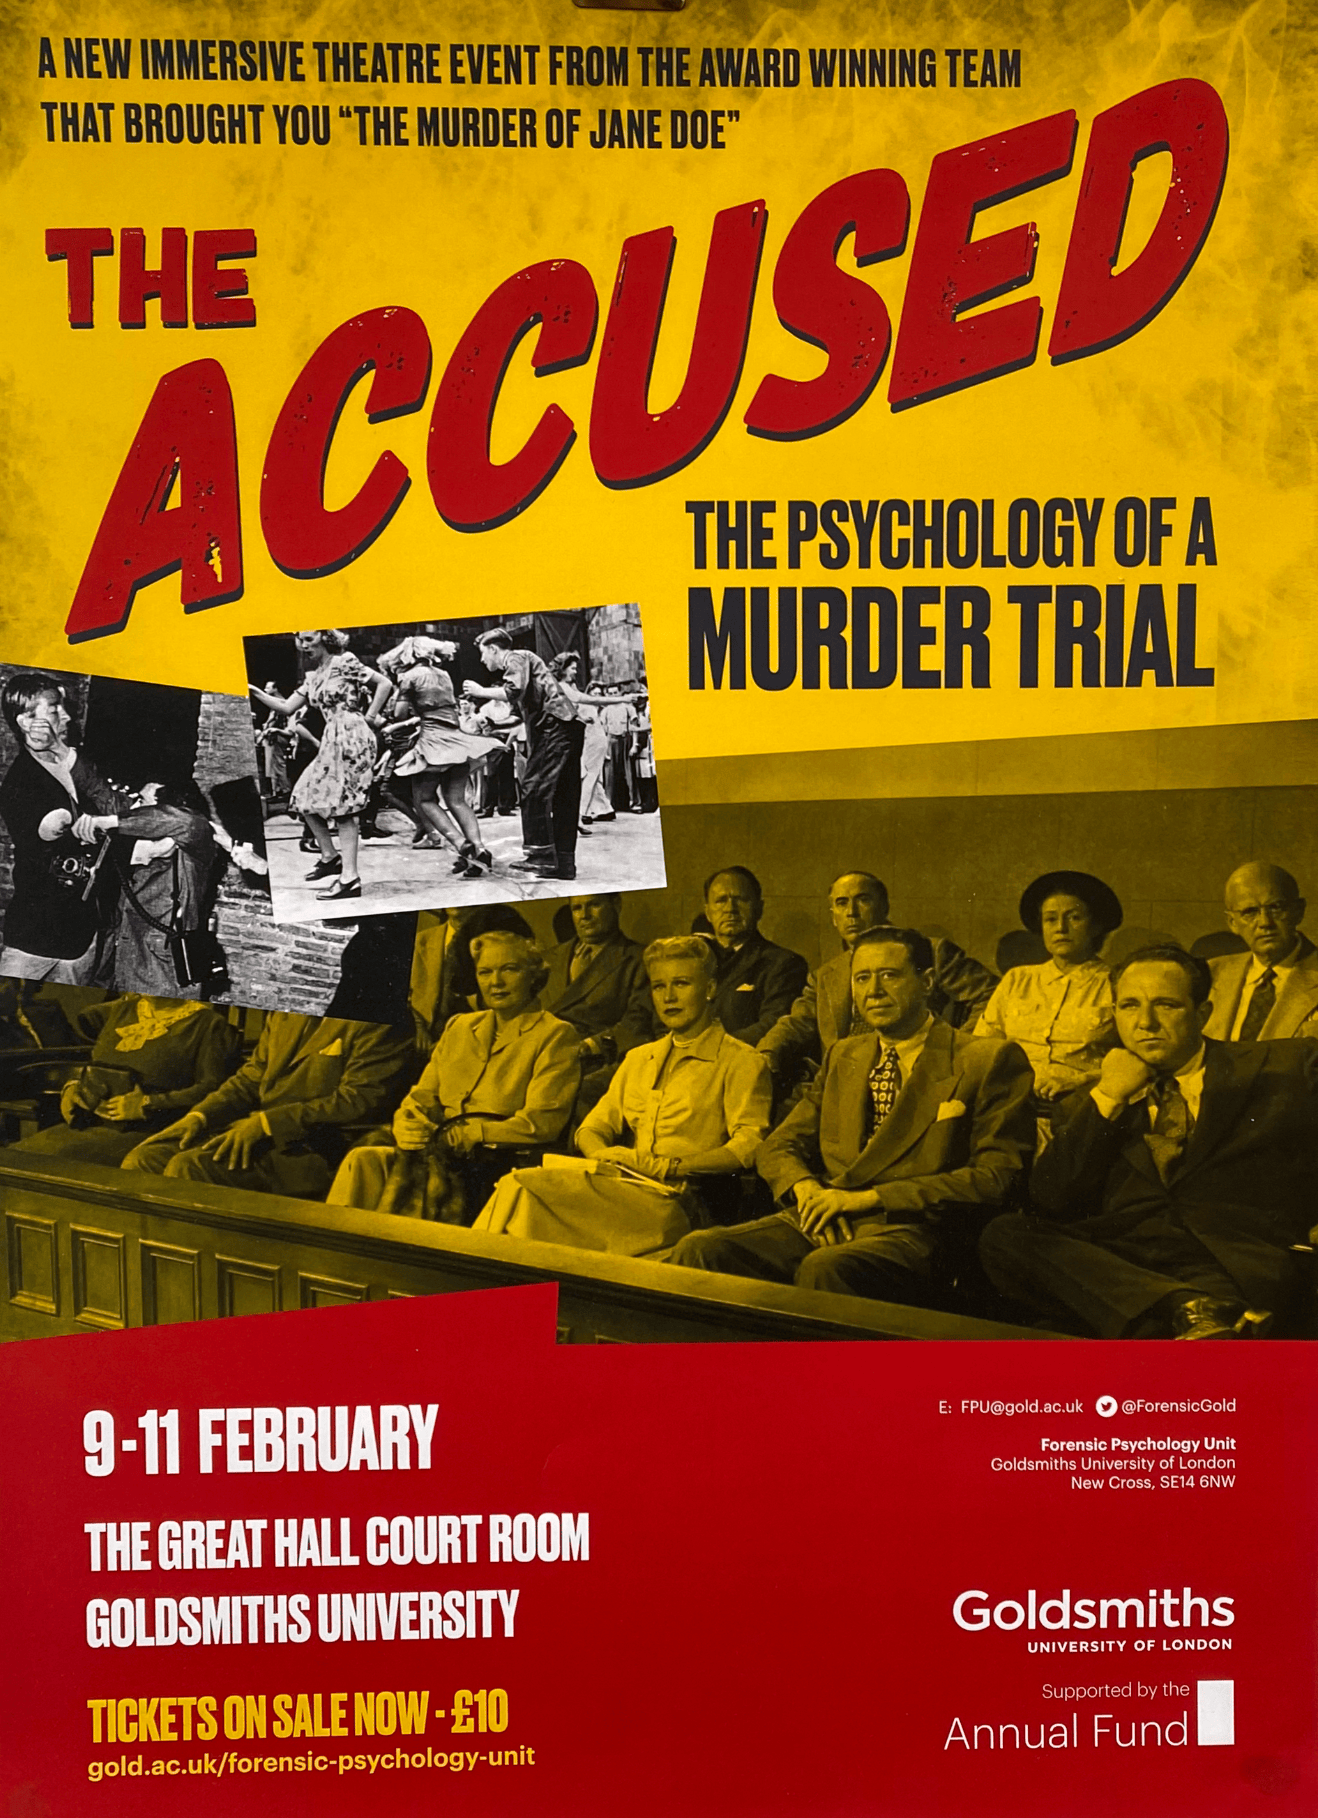 A NEW IMMERSIVE THEATRE EVENT FROM THE AWARD WINNING TEAM
THAT BROUGHT YOU “THE MURDER OF JANE DOE”
THE
ACCUSED
THE PSYCHOLOGY OF A
MURDER TRIAL
9-11 FEBRUARY
THE GREAT HALL COURT ROOM
GOLDSMITHS UNIVERSITY
TICKETS ON SALE NOW - £10
gold.ac.uk/forensic-psychology-unit
E: FPU@gold.ac.uk @ForensicGold
Forensic Psychology Unit
Goldsmiths University of London
New Cross, SE14 6NW
Goldsmiths
UNIVERSITY OF LONDON
Supported by the
Annual Fund